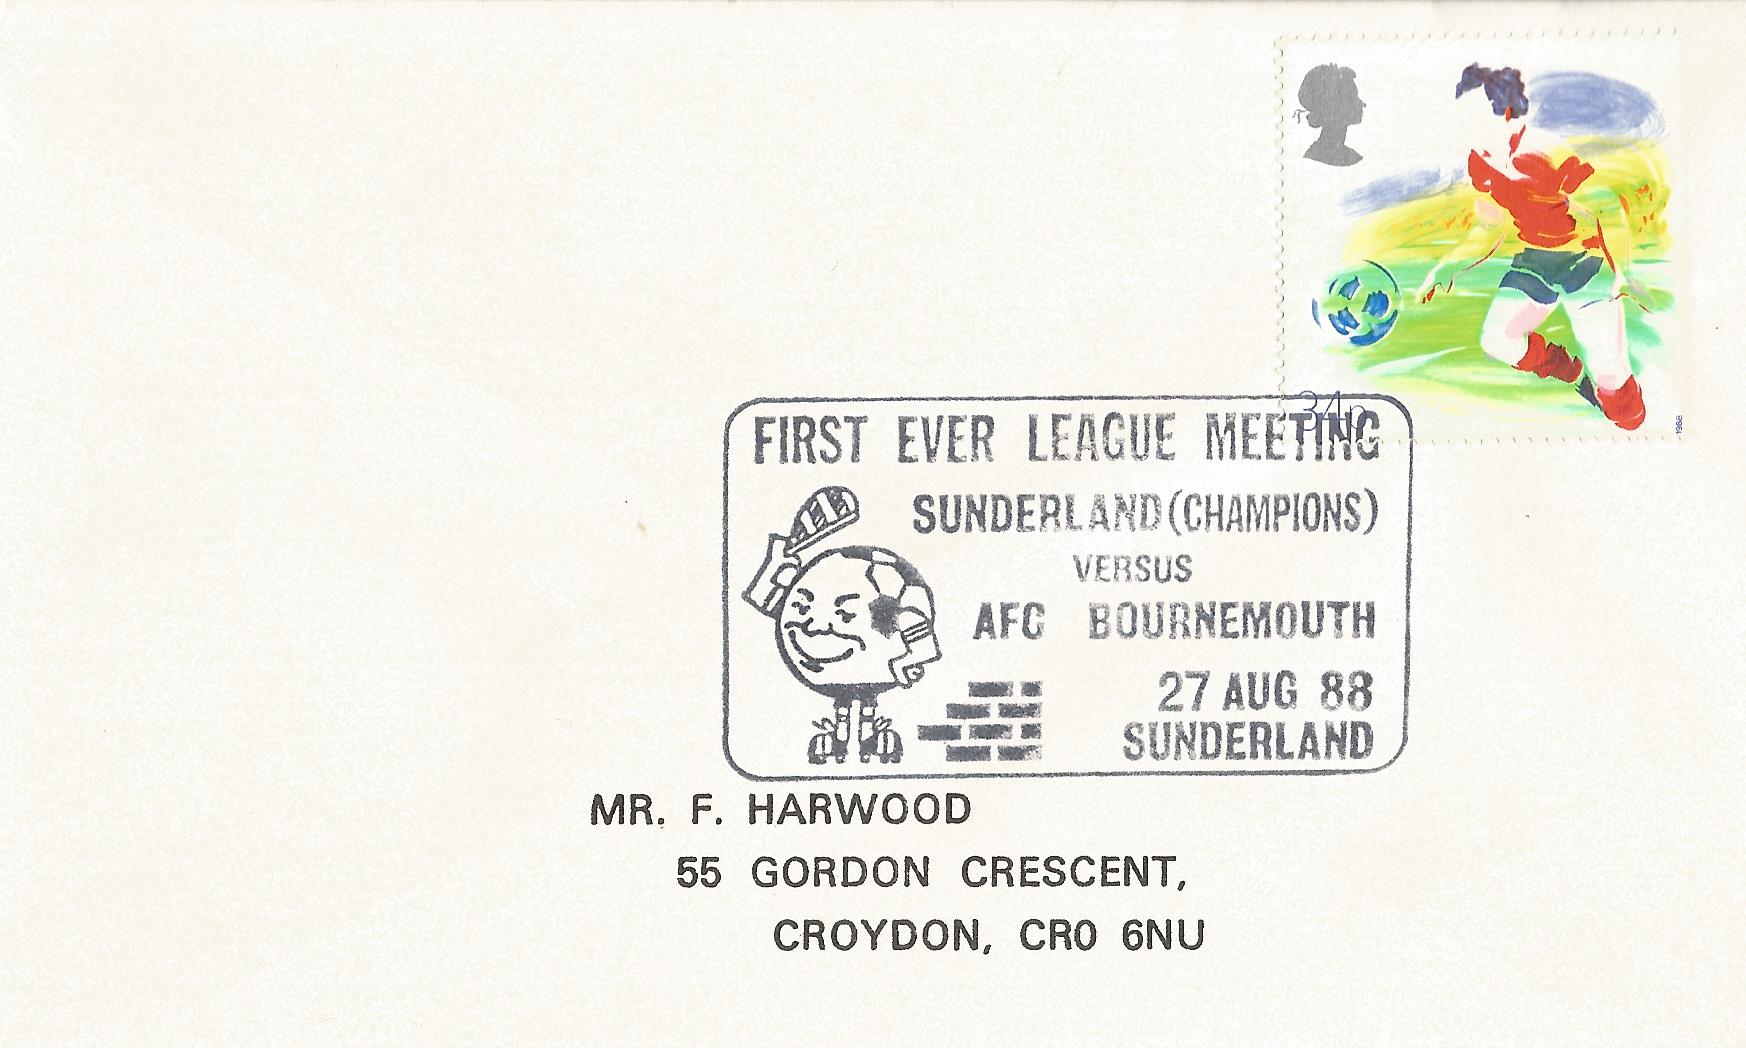 34p
1988
FIRST EVER LEAGUE MEETING
SUNDERLAND (CHAMPIONS)
VERSUS
AFC BOURNEMOUTH
27 AUG 88
SUNDERLAND
MR. F. HARWOOD
55 GORDON CRESCENT,
CROYDON, CR0 6NU